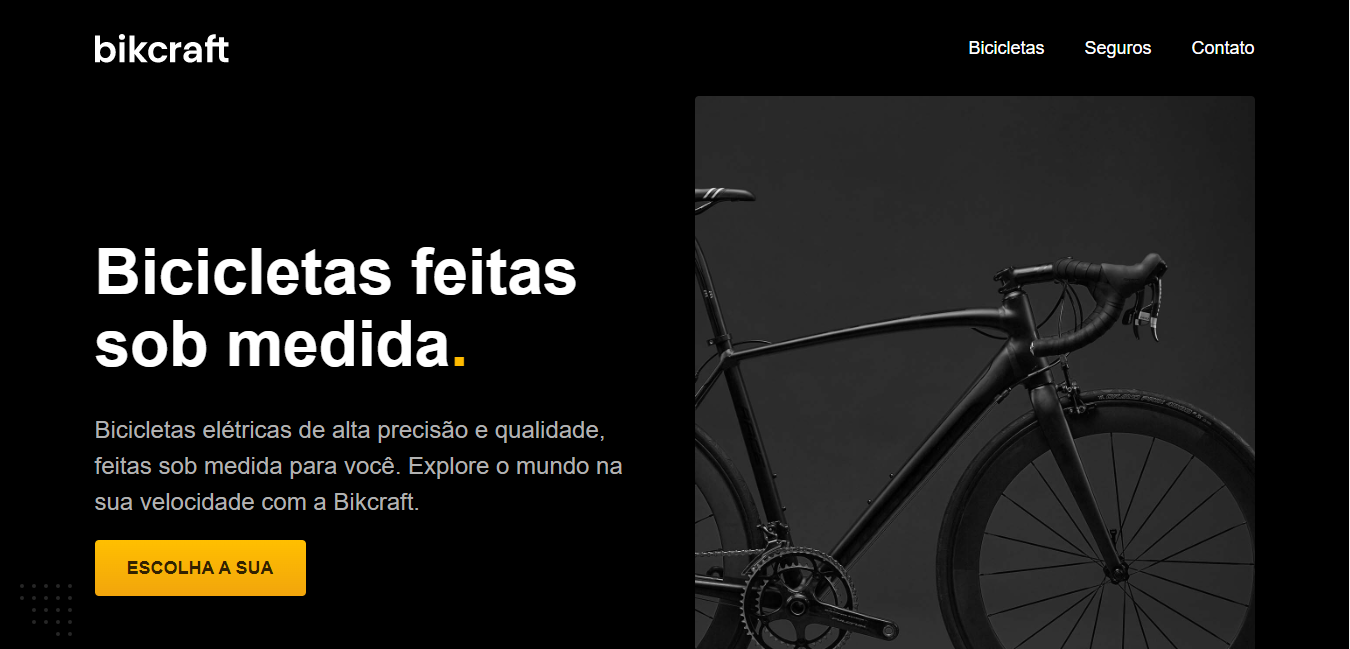 bikcraft
Bicicletas Seguros Contato
Bicicletas feitas
sob medida.
Bicicletas elétricas de alta precisão e qualidade,
feitas sob medida para você. Explore o mundo na
sua velocidade com a Bikcraft.
ESCOLHA A SUA